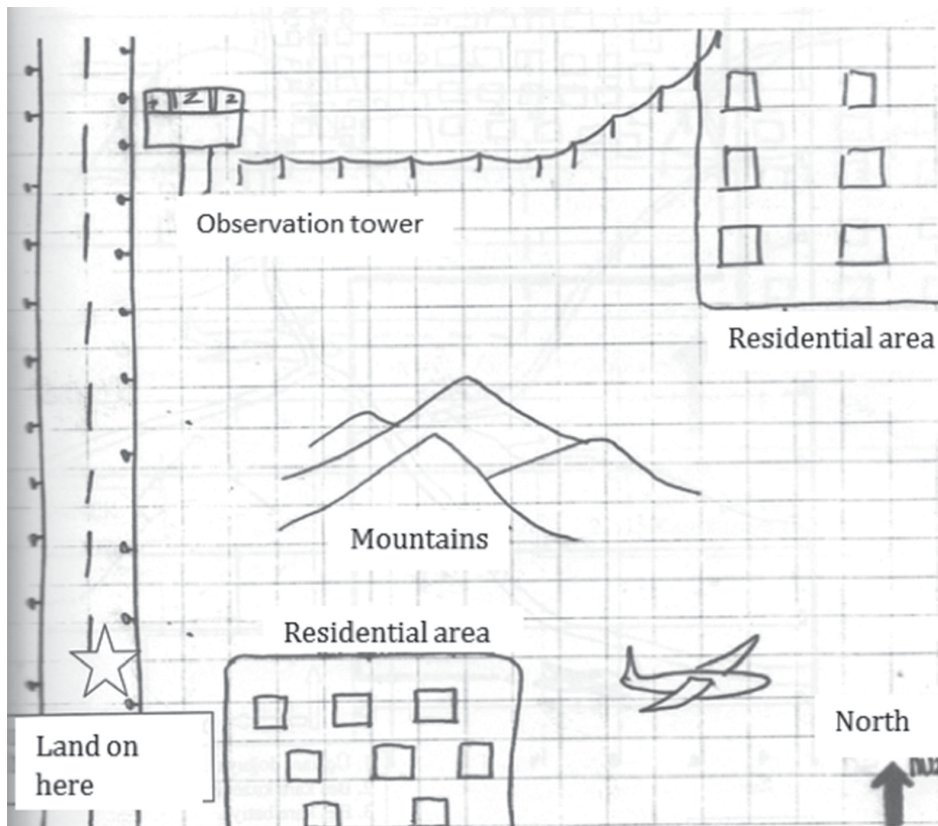 Observation tower
Residential area
Mountains
Residential area
North
Land on
here